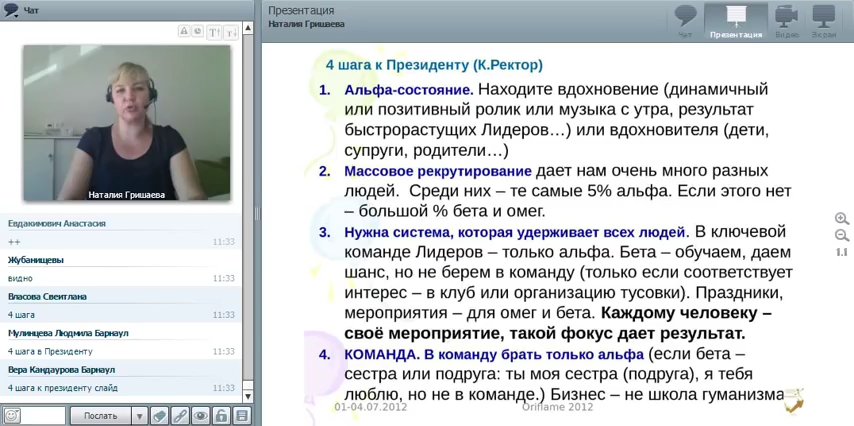 Чат
Презентация
Наталия Гришаева
Чат
Презентация
Видео
Экран
Наталия Гришаева
Евдакимович Анастасия
++ 11:33
Жубанищевы
видно 11:33
Власова Свеитлана
4 шага 11:33
Мулинцева Людмила Барнаул
4 шага в Президенту 11:33
Вера Кандаурова Барнаул
4 шага к президенту слайд 11:33
Послать
4 шага к Президенту (К.Ректор)
1. Альфа-состояние. Находите вдохновение (динамичный
или позитивный ролик или музыка с утра, результат
быстрорастущих Лидеров…) или вдохновителя (дети,
супруги, родители…)
2. Массовое рекрутирование дает нам очень много разных
людей. Среди них – те самые 5% альфа. Если этого нет
– большой % бета и омег.
3. Нужна система, которая удерживает всех людей. В ключевой
команде Лидеров – только альфа. Бета – обучаем, даем
шанс, но не берем в команду (только если соответствует
интерес – в клуб или организацию тусовки). Праздники,
мероприятия – для омег и бета. Каждому человеку –
своё мероприятие, такой фокус дает результат.
4. КОМАНДА. В команду брать только альфа (если бета –
сестра или подруга: ты моя сестра (подруга), я тебя
люблю, но не в команде.) Бизнес – не школа гуманизма
01-04.07.2012
Oriflame 2012
1.1